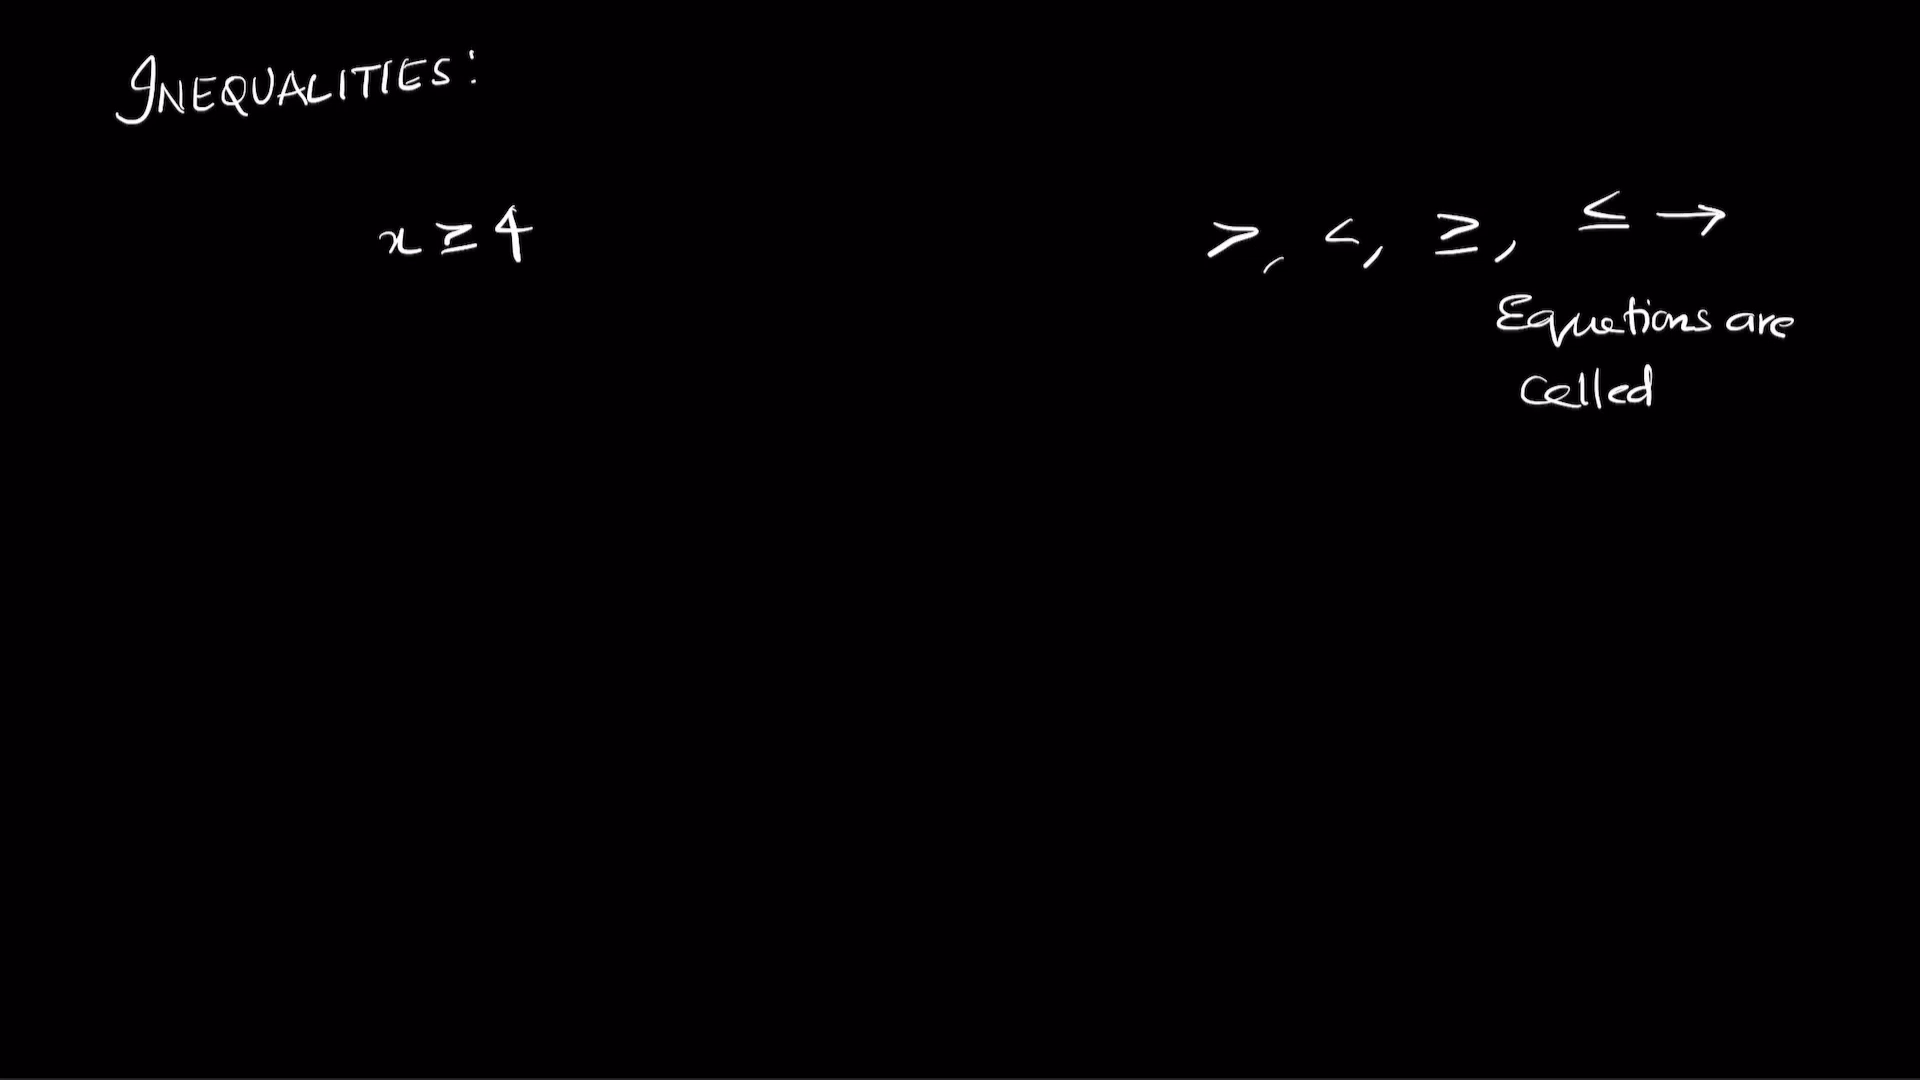 INEQUALITIES:
x ≥ 4
>, <, ≥, ≤ →
Equations are
called